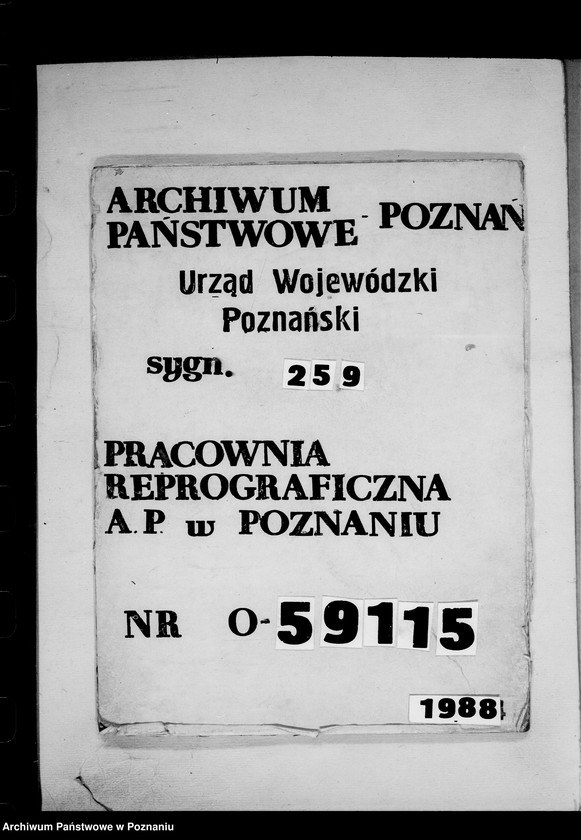 ARCHIWUM
PAŃSTWOWE - POZNAŃ
Urząd Wojewódzki
Poznański
sygn. 259
PRACOWNIA
REPROGRAFICZNA
A.P. w POZNANIU
NR O-59115
1988
Archiwum Państwowe w Poznaniu